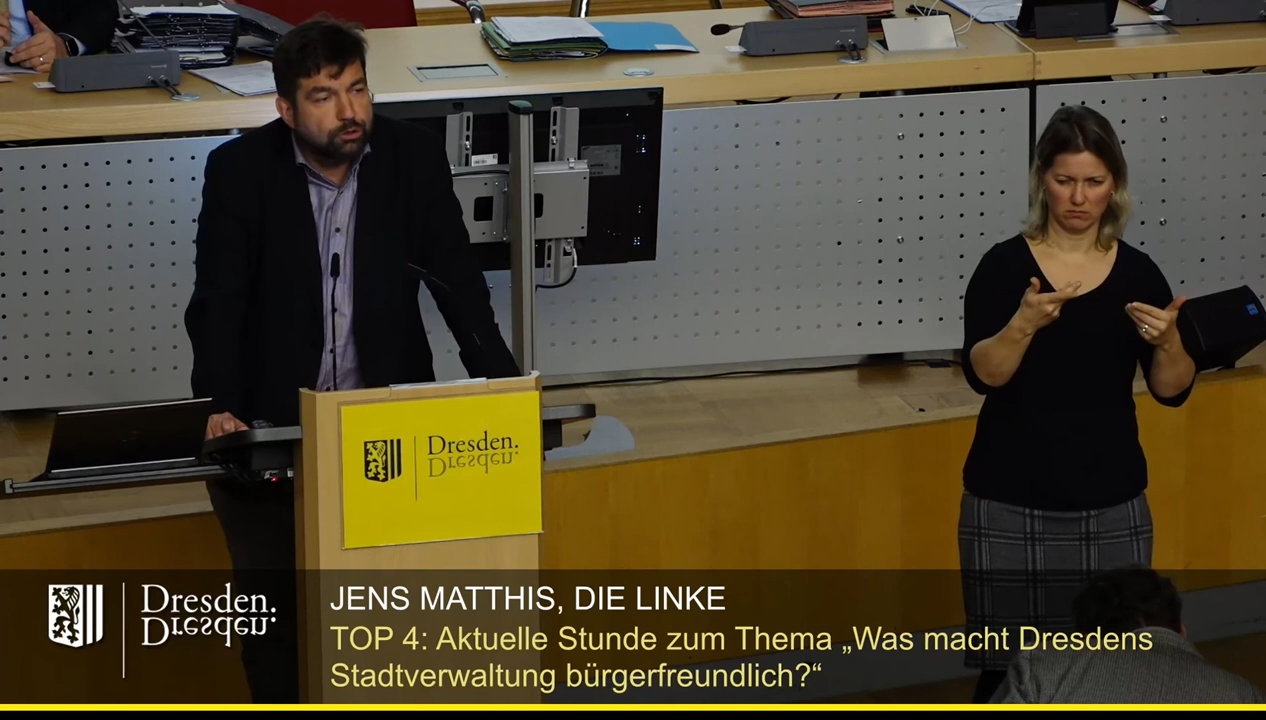 Dresden.
Dresden.
Dresden.
Dresden.
JENS MATTHIS, DIE LINKE
TOP 4: Aktuelle Stunde zum Thema „Was macht Dresdens
Stadtverwaltung bürgerfreundlich?“